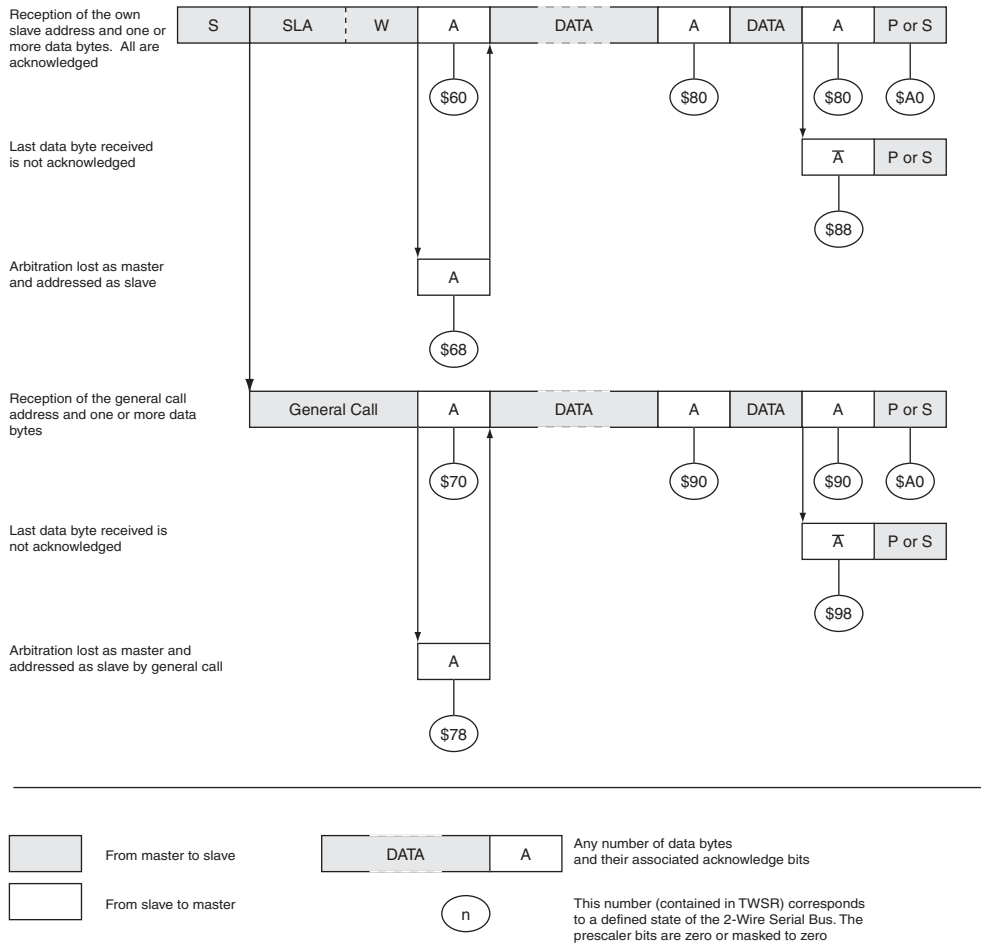 Reception of the own
slave address and one or
more data bytes. All are
acknowledged
S SLA W A DATA A DATA A P or S
$60 $80 $80 $A0
Last data byte received
is not acknowledged
A̅ P or S
$88
Arbitration lost as master
and addressed as slave
A
$68
Reception of the general call
address and one or more data
bytes
General Call A DATA A DATA A P or S
$70 $90 $90 $A0
Last data byte received is
not acknowledged
A̅ P or S
$98
Arbitration lost as master and
addressed as slave by general call
A
$78
From master to slave
DATA A
Any number of data bytes
and their associated acknowledge bits
From slave to master
n
This number (contained in TWSR) corresponds
to a defined state of the 2-Wire Serial Bus. The
prescaler bits are zero or masked to zero